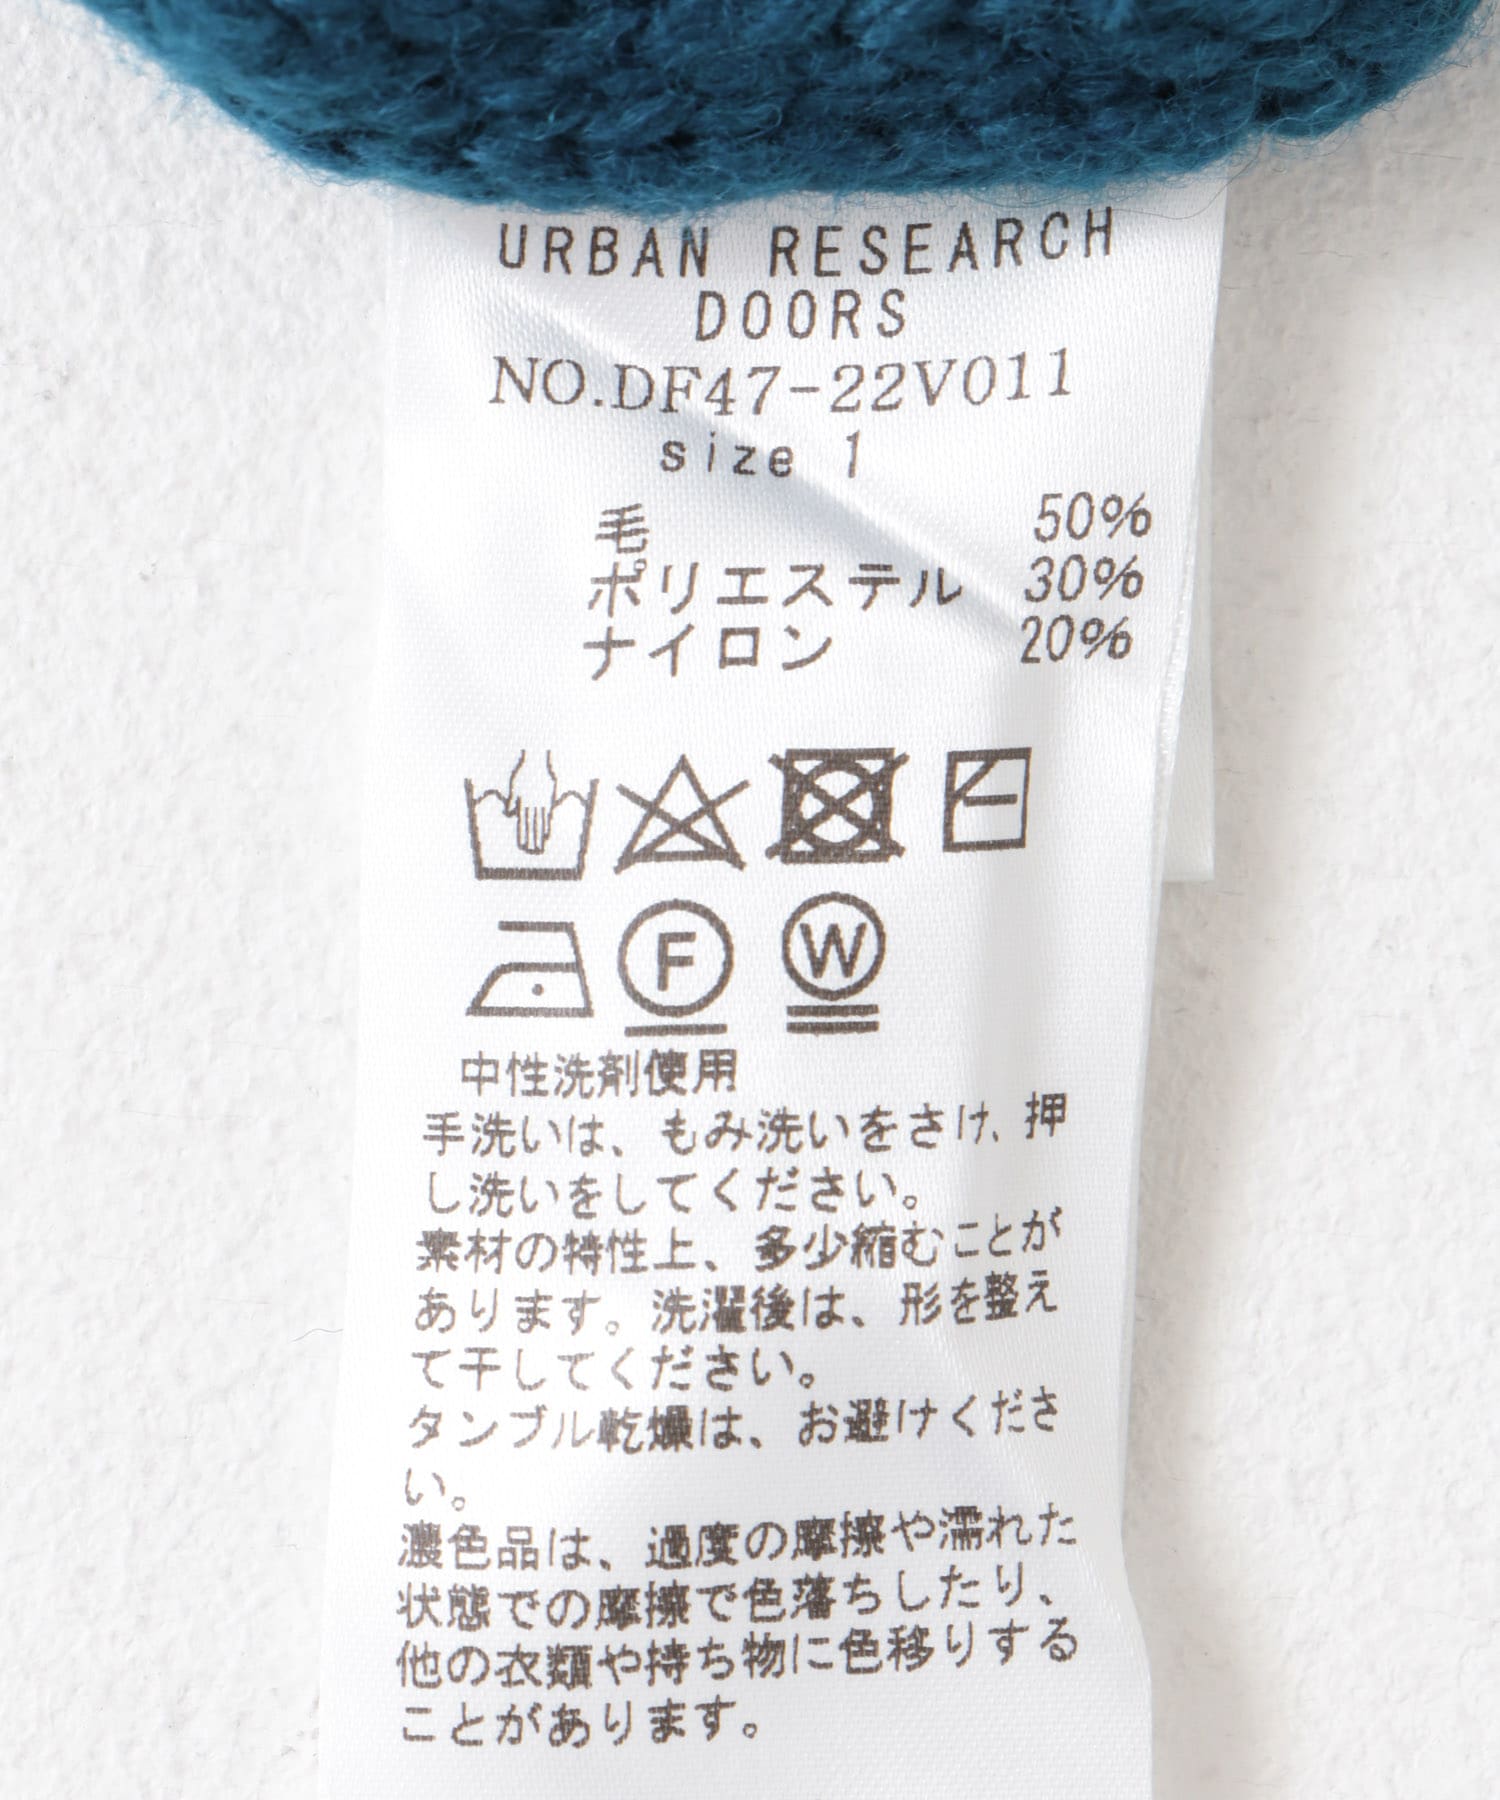 URBAN RESEARCH
DOORS
NO.DF47-22V011
size 1
毛 50%
ポリエステル 30%
ナイロン 20%
F W
中性洗剤使用
手洗いは、もみ洗いをさけ、押
し洗いをしてください。
素材の特性上、多少縮むことが
あります。洗濯後は、形を整え
て干してください。
タンブル乾燥は、お避けくださ
い。
濃色品は、過度の摩擦や濡れた
状態での摩擦で色落ちしたり、
他の衣類や持ち物に色移りする
ことがあります。